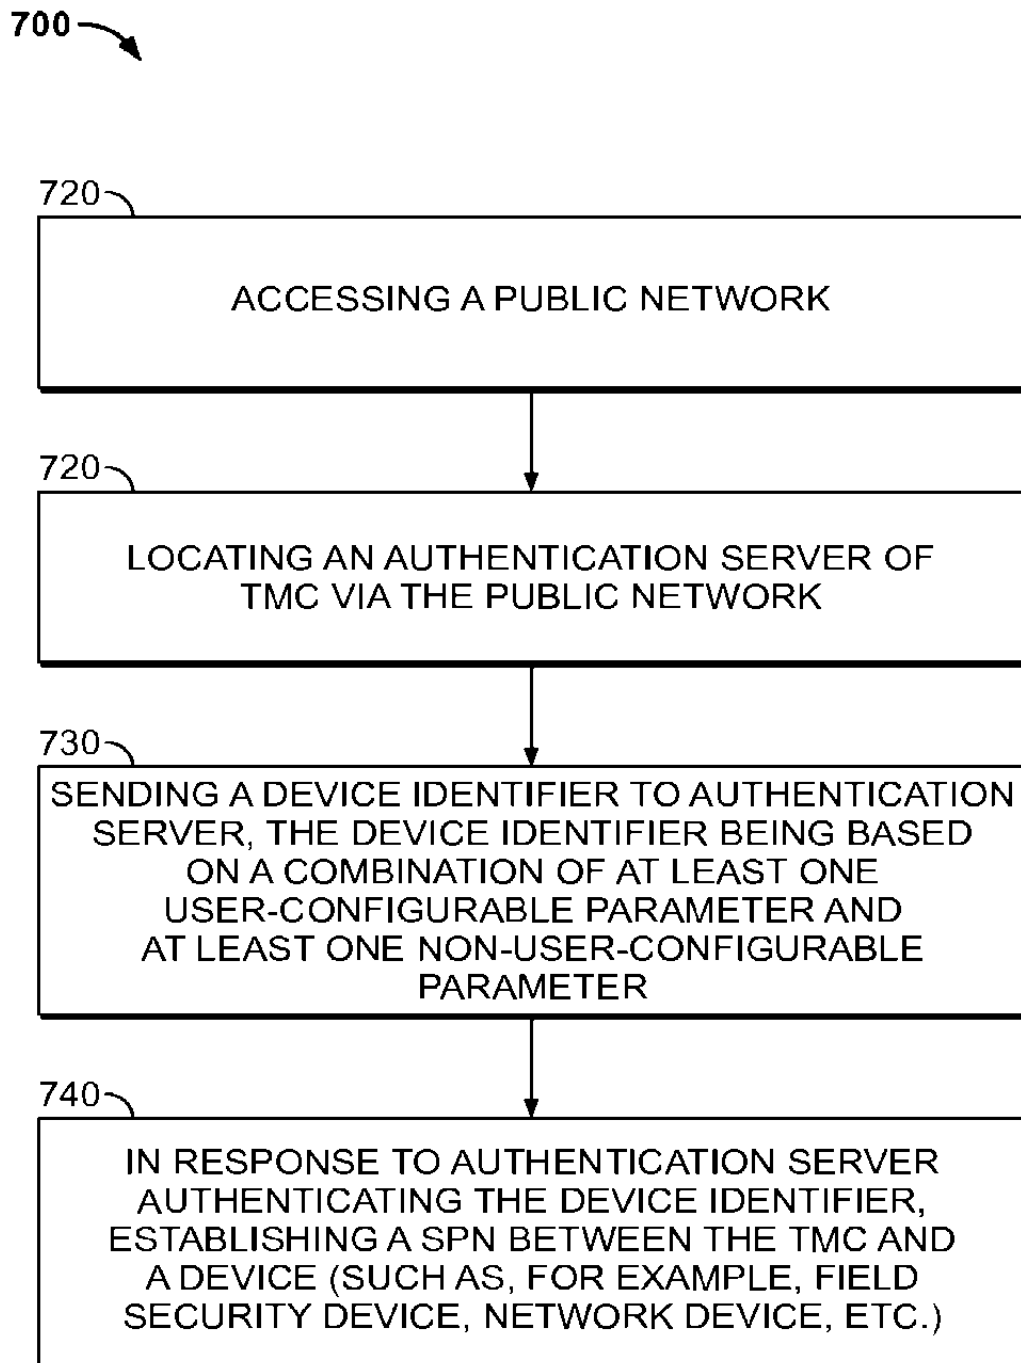 700
720
ACCESSING A PUBLIC NETWORK
720
LOCATING AN AUTHENTICATION SERVER OF
TMC VIA THE PUBLIC NETWORK
730
SENDING A DEVICE IDENTIFIER TO AUTHENTICATION
SERVER, THE DEVICE IDENTIFIER BEING BASED
ON A COMBINATION OF AT LEAST ONE
USER-CONFIGURABLE PARAMETER AND
AT LEAST ONE NON-USER-CONFIGURABLE
PARAMETER
740
IN RESPONSE TO AUTHENTICATION SERVER
AUTHENTICATING THE DEVICE IDENTIFIER,
ESTABLISHING A SPN BETWEEN THE TMC AND
A DEVICE (SUCH AS, FOR EXAMPLE, FIELD
SECURITY DEVICE, NETWORK DEVICE, ETC.)